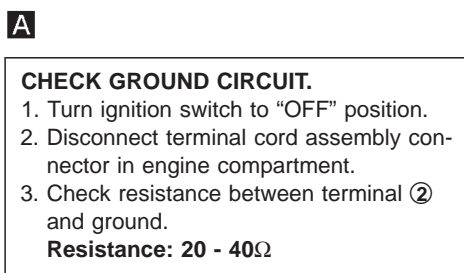 A
CHECK GROUND CIRCUIT.
1. Turn ignition switch to “OFF” position.
2. Disconnect terminal cord assembly con-
nector in engine compartment.
3. Check resistance between terminal ②
and ground.
Resistance: 20 - 40Ω